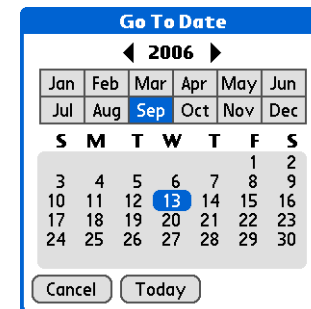 Go To Date
2006
Jan Feb Mar Apr May Jun
Jul Aug Sep Oct Nov Dec
S M T W T F S
1 2
3 4 5 6 7 8 9
10 11 12 13 14 15 16
17 18 19 20 21 22 23
24 25 26 27 28 29 30
Cancel Today